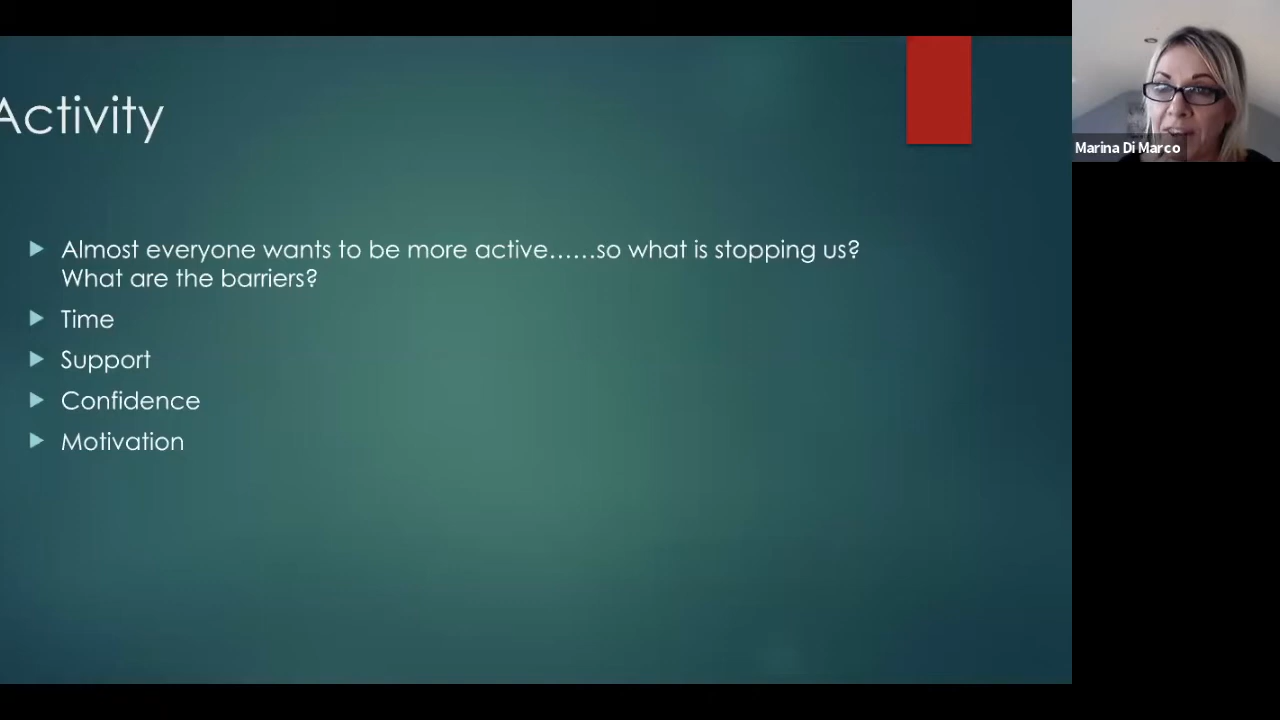 Activity
Almost everyone wants to be more active......so what is stopping us?
What are the barriers?
Time
Support
Confidence
Motivation
Marina Di Marco